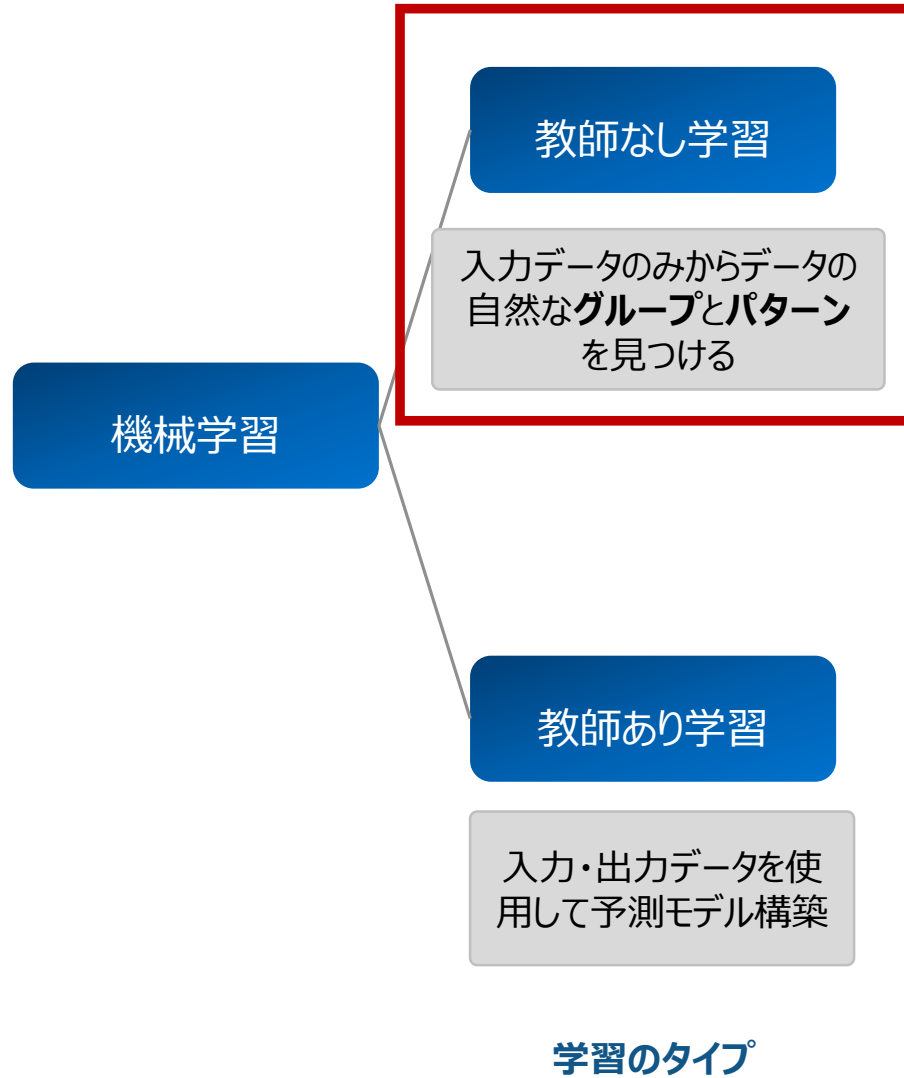 教師なし学習
入力データのみからデータの
自然なグループとパターン
を見つける
機械学習
教師あり学習
入力・出力データを使
用して予測モデル構築
学習のタイプ